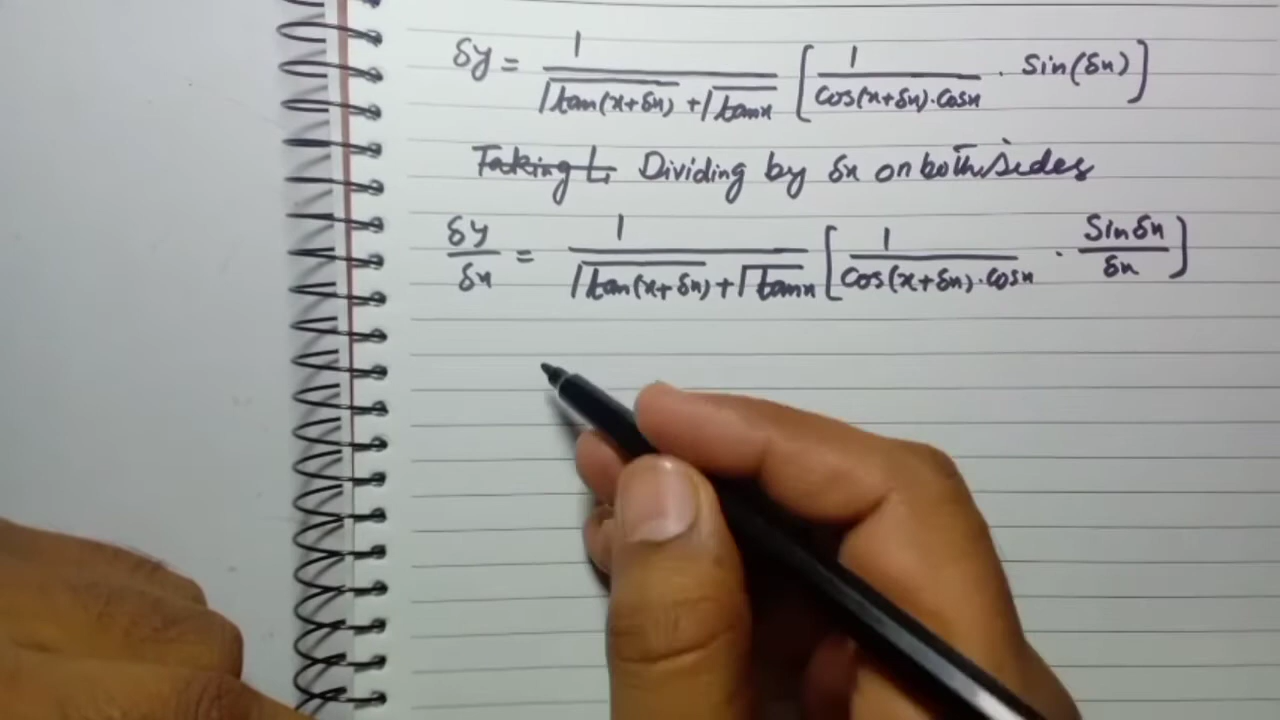 δy = 1 / (√tan(x+δx) + √tanx) [ 1 / (cos(x+δx).cosx) . Sin(δx) ]
Taking L. Dividing by δx on both sides
δy/δx = 1 / (√tan(x+δx) + √tanx) [ 1 / (cos(x+δx).cosx) . Sinδx/δx ]